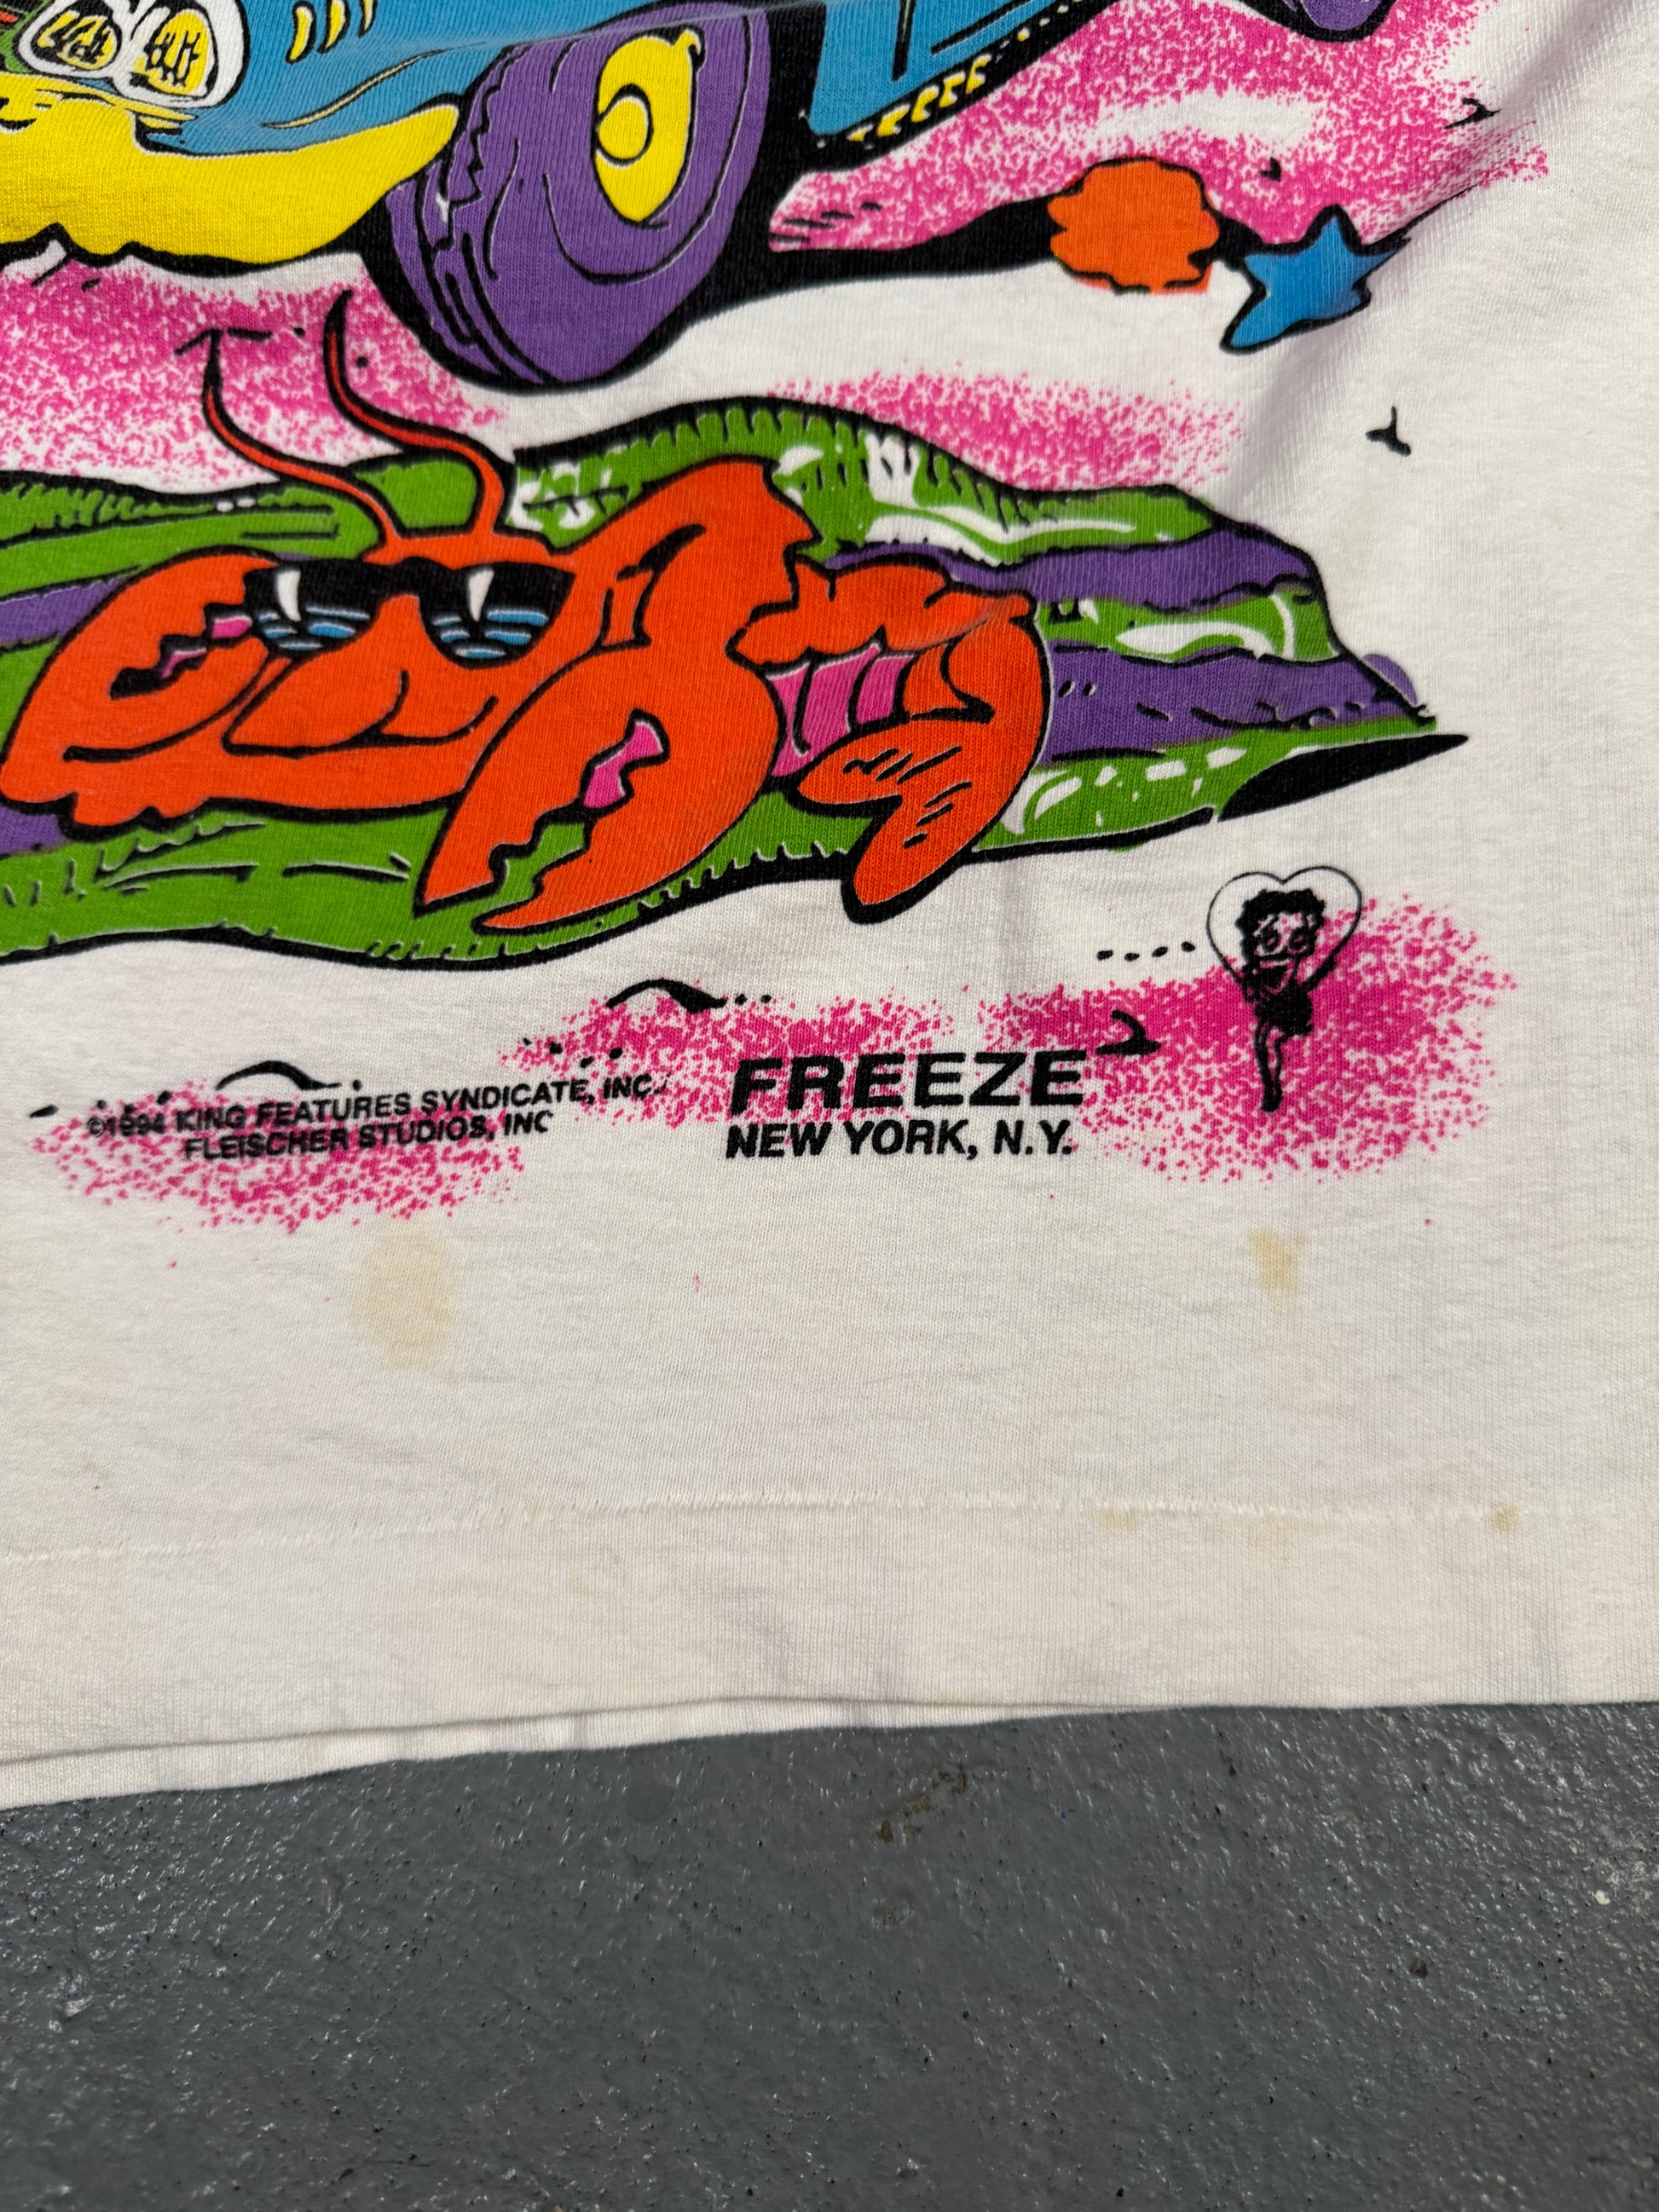 ©1994 KING FEATURES SYNDICATE, INC./
FLEISCHER STUDIOS, INC
FREEZE
NEW YORK, N.Y.